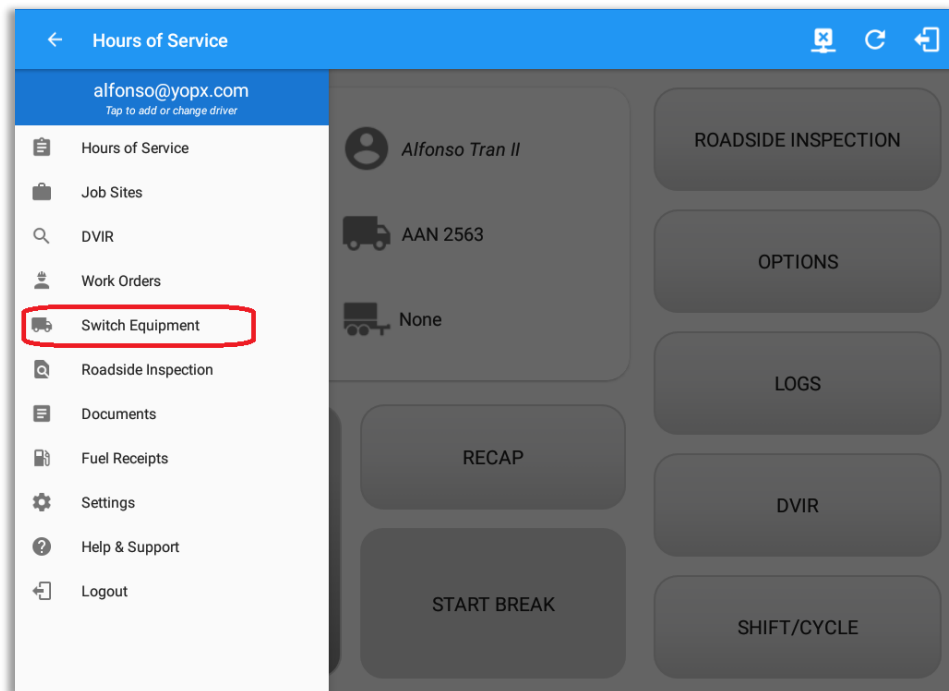 Hours of Service
alfonso@yopx.com
Tap to add or change driver
Hours of Service
Job Sites
DVIR
Work Orders
Switch Equipment
Roadside Inspection
Documents
Fuel Receipts
Settings
Help & Support
Logout
Alfonso Tran II
AAN 2563
None
RECAP
START BREAK
ROADSIDE INSPECTION
OPTIONS
LOGS
DVIR
SHIFT/CYCLE